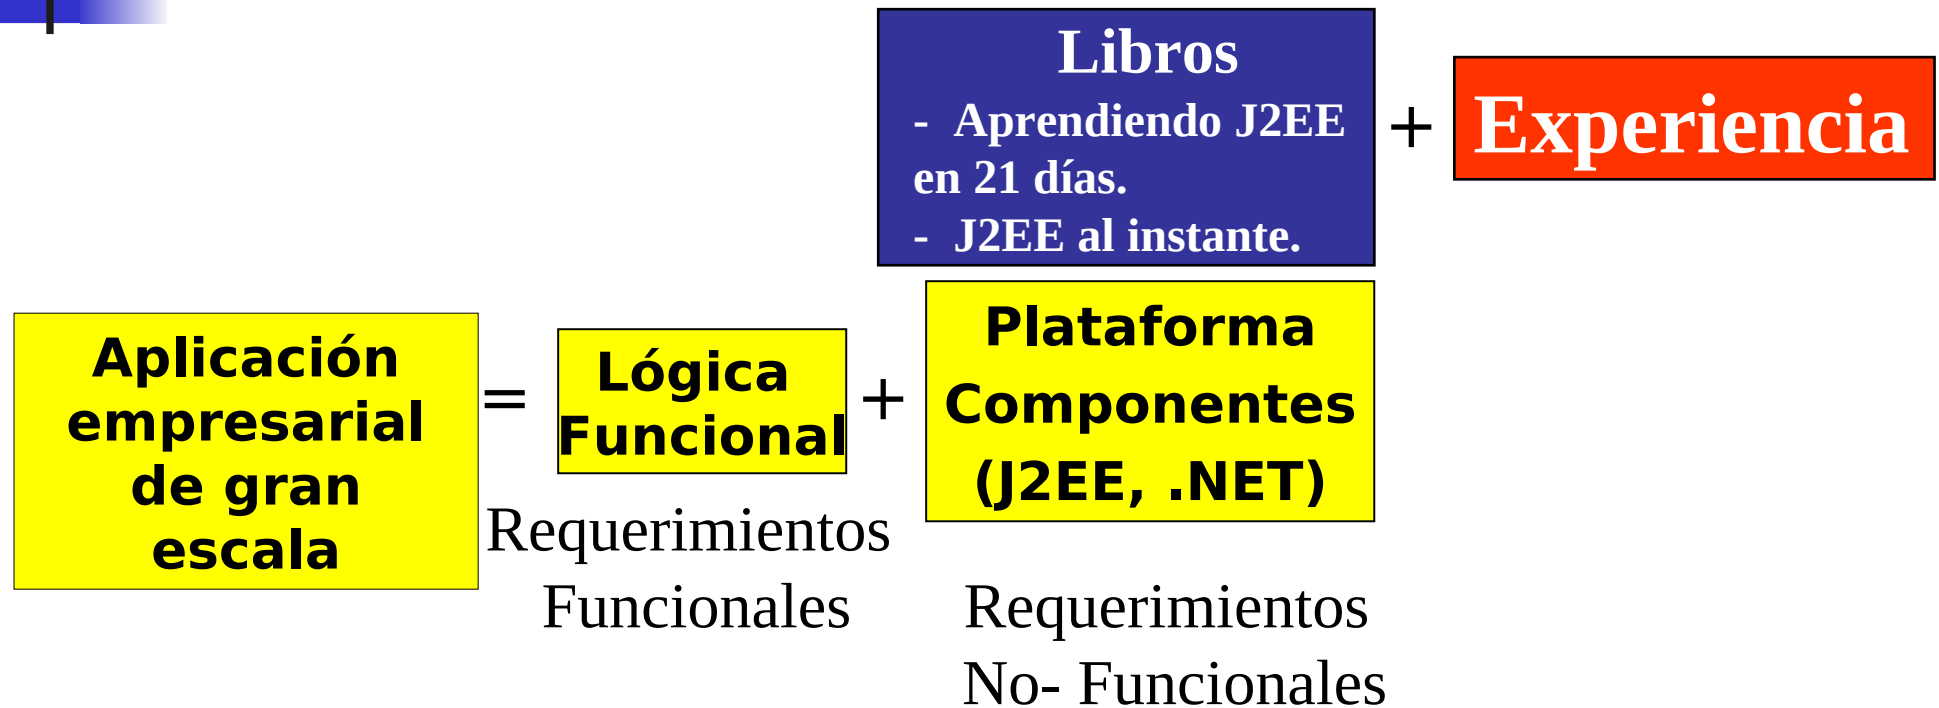 Libros
- Aprendiendo J2EE
en 21 días.
- J2EE al instante.
+
Experiencia
Aplicación
empresarial
de gran
escala
=
Lógica
Funcional
+
Plataforma
Componentes
(J2EE, .NET)
Requerimientos
Funcionales
Requerimientos
No- Funcionales